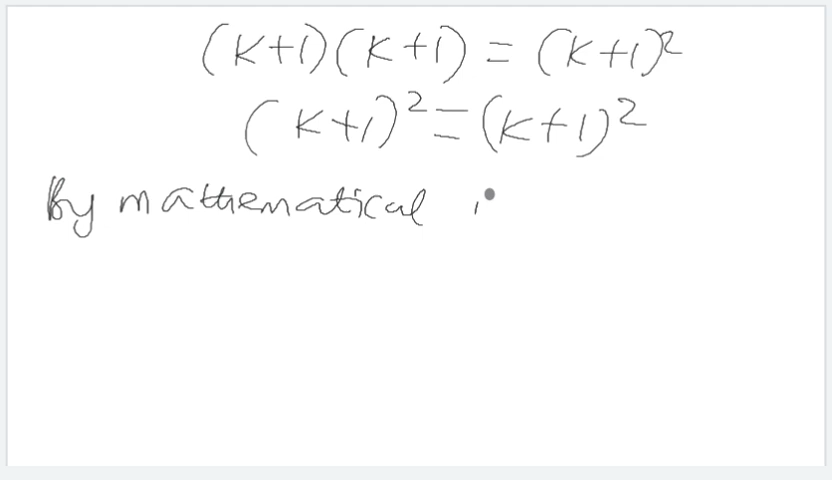 (k+1)(k+1) = (k+1)²
(k+1)² = (k+1)²
By mathematical i